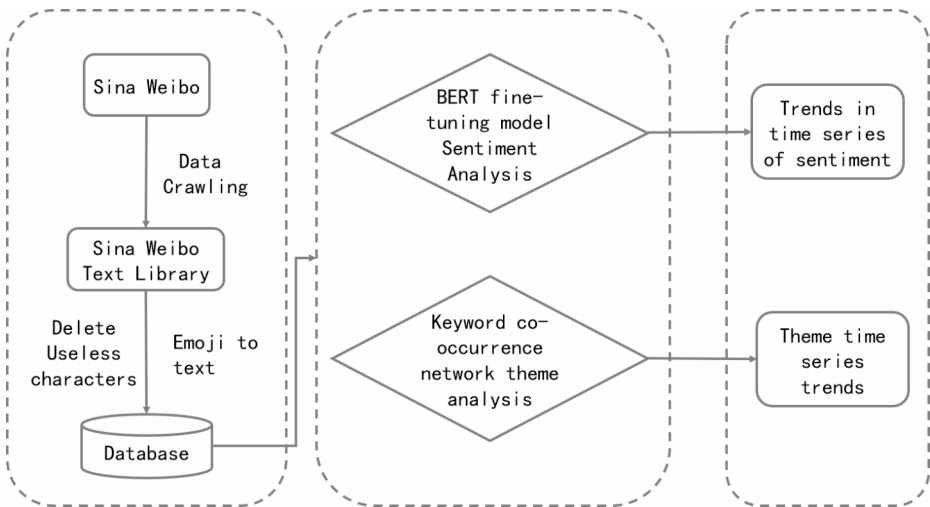 Sina Weibo
Data
Crawling
Sina Weibo
Text Library
Delete
Useless
characters
Emoji to
text
Database
BERT fine-
tuning model
Sentiment
Analysis
Keyword co-
occurrence
network theme
analysis
Trends in
time series
of sentiment
Theme time
series
trends